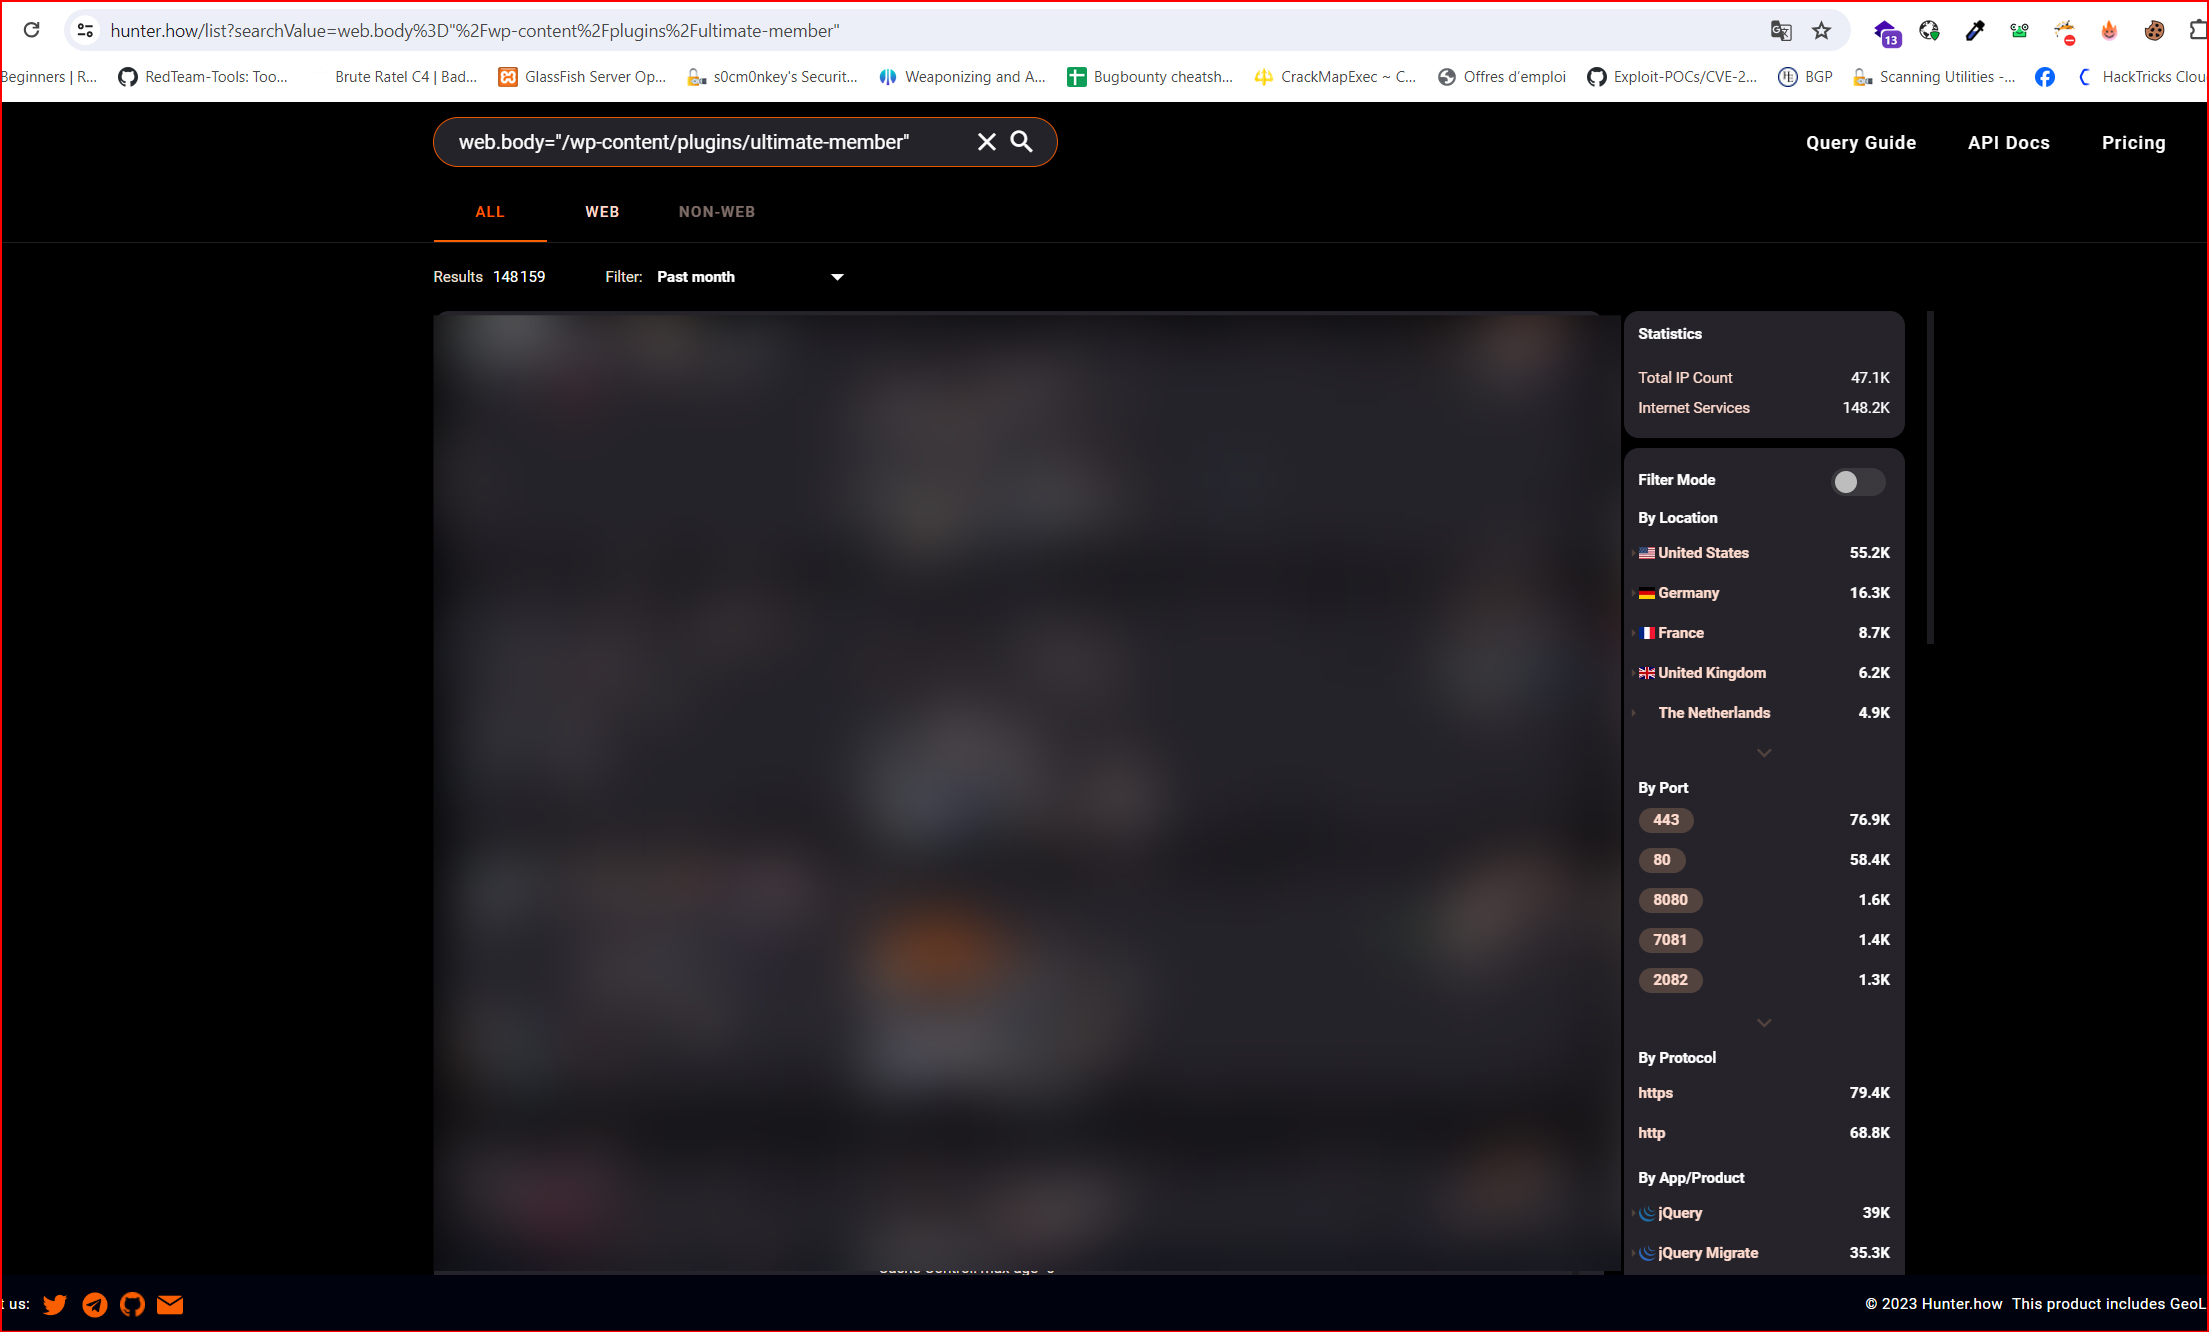 hunter.how/list?searchValue=web.body%3D"%2Fwp-content%2Fplugins%2Fultimate-member"
13
Beginners | R... RedTeam-Tools: Too... Brute Ratel C4 | Bad... GlassFish Server Op... s0cm0nkey's Securit... Weaponizing and A... Bugbounty cheatsh... CrackMapExec ~ C... Offres d'emploi Exploit-POCs/CVE-2... BGP Scanning Utilities -... HackTricks Clou
web.body="/wp-content/plugins/ultimate-member"
Query Guide API Docs Pricing
ALL WEB NON-WEB
Results 148159 Filter: Past month
Statistics
Total IP Count 47.1K
Internet Services 148.2K
Filter Mode
By Location
United States 55.2K
Germany 16.3K
France 8.7K
United Kingdom 6.2K
The Netherlands 4.9K
By Port
443 76.9K
80 58.4K
8080 1.6K
7081 1.4K
2082 1.3K
By Protocol
https 79.4K
http 68.8K
By App/Product
jQuery 39K
jQuery Migrate 35.3K
t us:
© 2023 Hunter.how This product includes GeoL